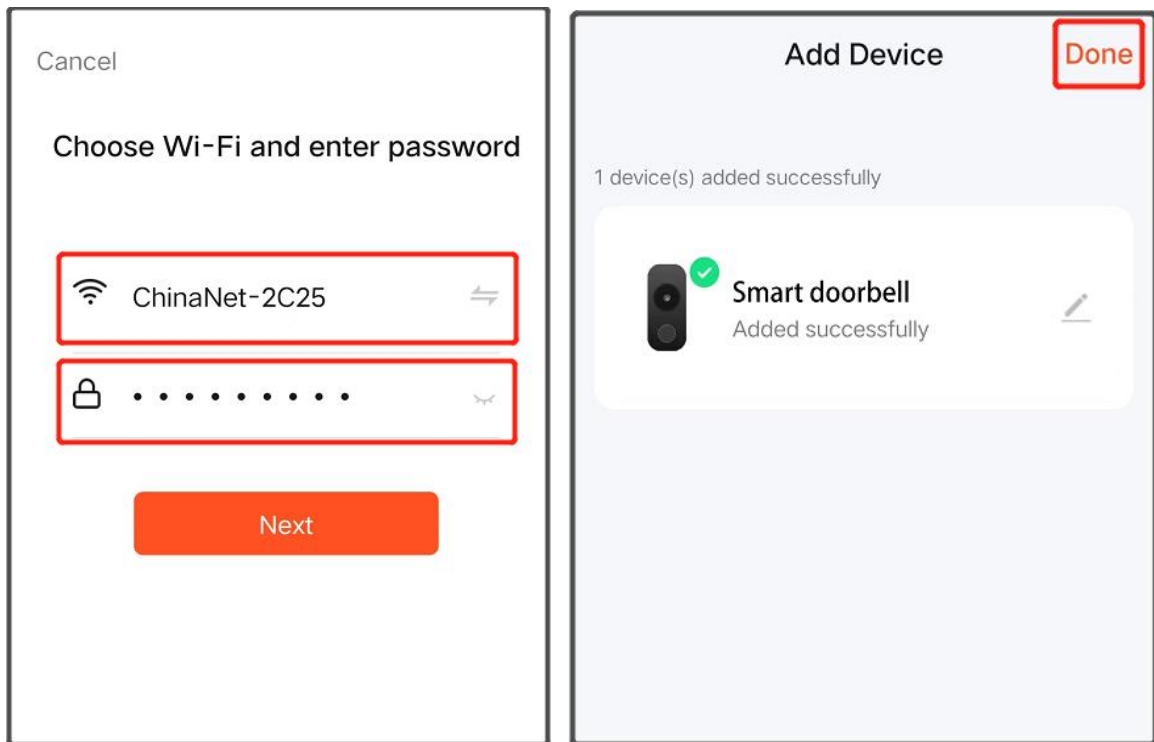 Cancel
Choose Wi-Fi and enter password
ChinaNet-2C25
• • • • • • • • •
Next
Add Device
Done
1 device(s) added successfully
Smart doorbell
Added successfully